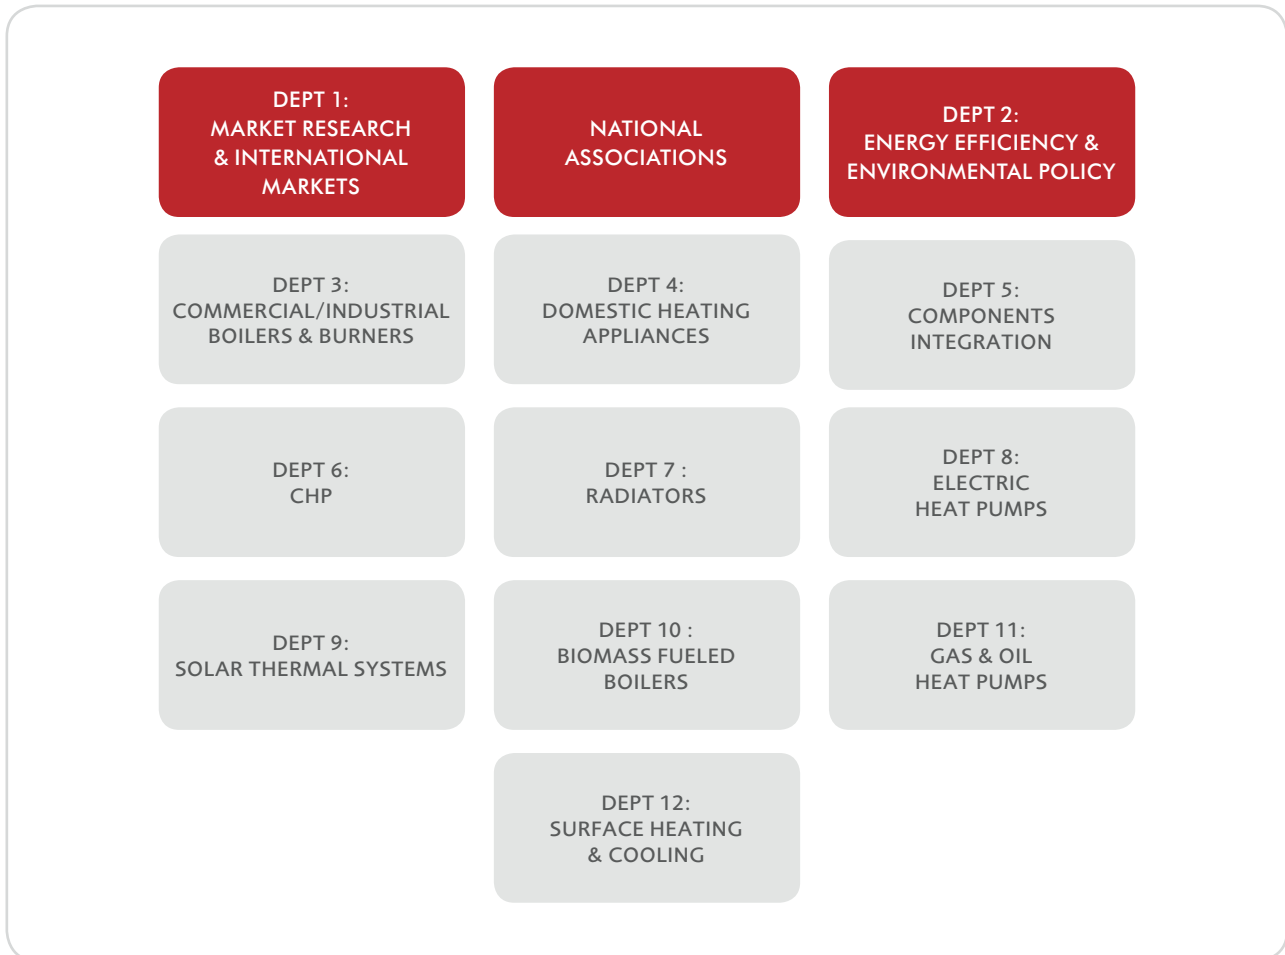 DEPT 1:
MARKET RESEARCH
& INTERNATIONAL
MARKETS
NATIONAL
ASSOCIATIONS
DEPT 2:
ENERGY EFFICIENCY &
ENVIRONMENTAL POLICY
DEPT 3:
COMMERCIAL/INDUSTRIAL
BOILERS & BURNERS
DEPT 4:
DOMESTIC HEATING
APPLIANCES
DEPT 5:
COMPONENTS
INTEGRATION
DEPT 6:
CHP
DEPT 7 :
RADIATORS
DEPT 8:
ELECTRIC
HEAT PUMPS
DEPT 9:
SOLAR THERMAL SYSTEMS
DEPT 10 :
BIOMASS FUELED
BOILERS
DEPT 11:
GAS & OIL
HEAT PUMPS
DEPT 12:
SURFACE HEATING
& COOLING